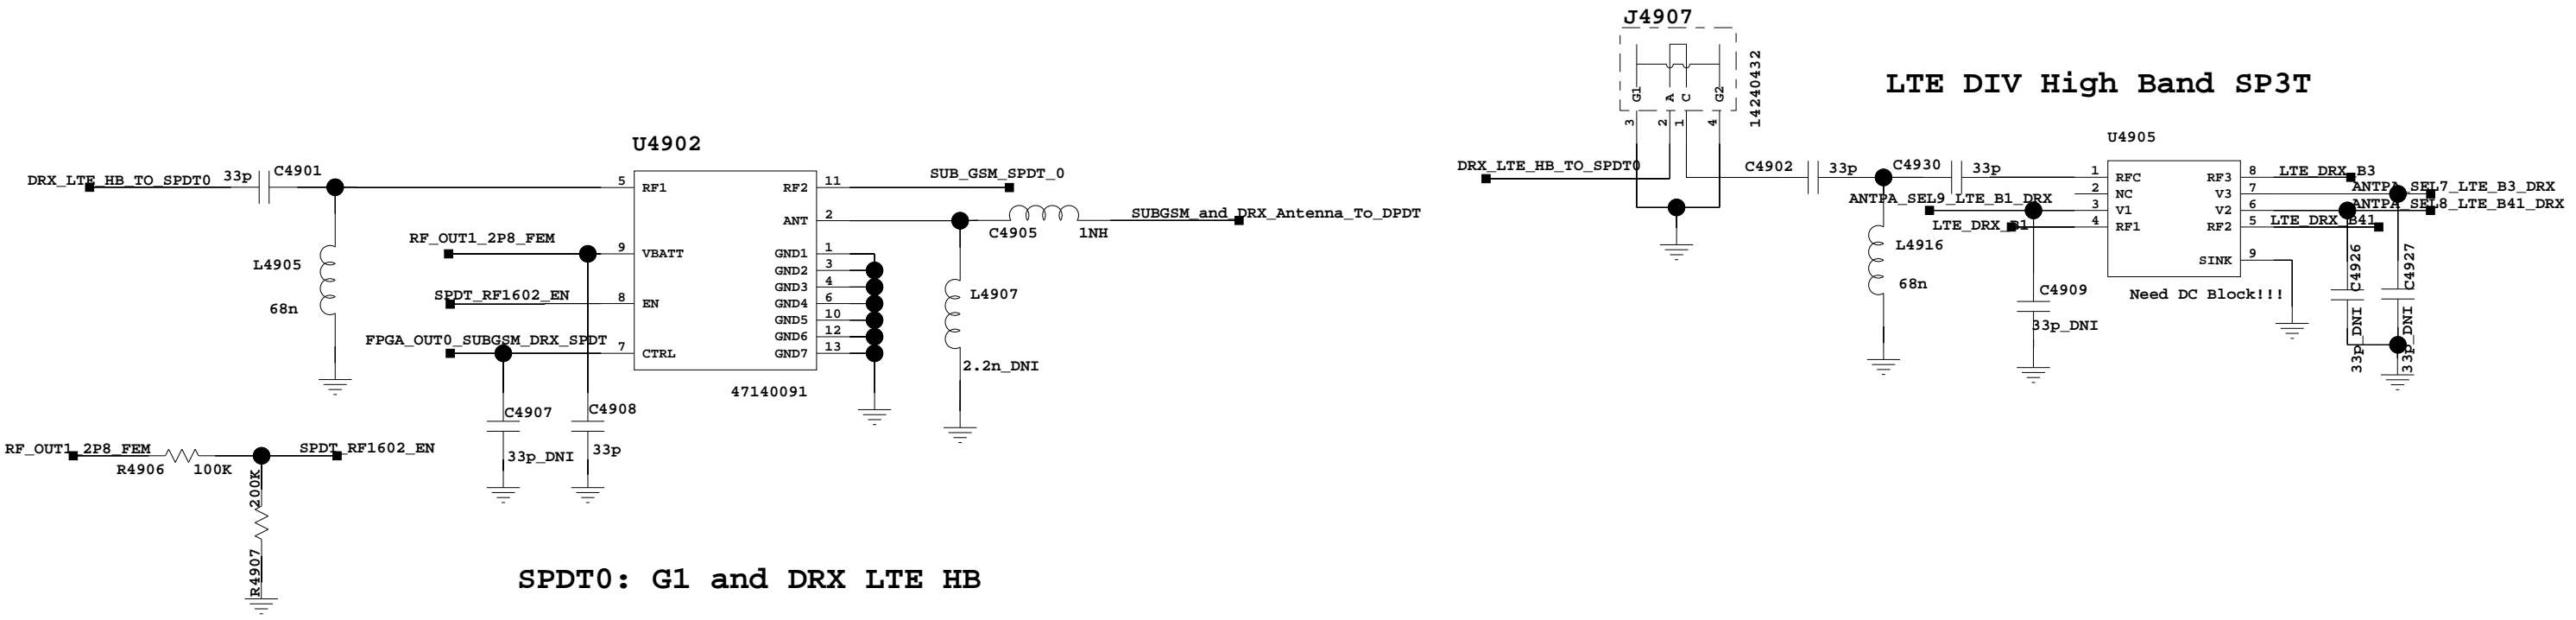 J4907
14240432
G1
A
C
G2
3
2
1
4
LTE DIV High Band SP3T
U4902
DRX_LTE_HB_TO_SPDT0
33p
C4901
5
RF1
RF2
11
SUB_GSM_SPDT_0
ANT
2
C4905
1NH
SUBGSM_and_DRX_Antenna_To_DPDT
L4905
68n
RF_OUT1_2P8_FEM
9
VBATT
SPDT_RF1602_EN
8
EN
FPGA_OUT0_SUBGSM_DRX_SPDT
7
CTRL
GND1
1
GND2
3
GND3
4
GND4
6
GND5
10
GND6
12
GND7
13
47140091
L4907
2.2n_DNI
C4907
33p_DNI
C4908
33p
RF_OUT1_2P8_FEM
R4906
100K
SPDT_RF1602_EN
200K
R4907
SPDT0: G1 and DRX LTE HB
DRX_LTE_HB_TO_SPDT0
C4902
33p
C4930
33p
L4916
68n
U4905
1
RFC
2
NC
ANTPA_SEL9_LTE_B1_DRX
3
V1
LTE_DRX_B1
4
RF1
RF3
8
LTE_DRX_B3
V3
7
ANTPA_SEL7_LTE_B3_DRX
V2
6
ANTPA_SEL8_LTE_B41_DRX
RF2
5
LTE_DRX_B41
SINK
9
Need DC Block!!!
C4909
33p_DNI
C4926
33p_DNI
C4927
33p_DNI